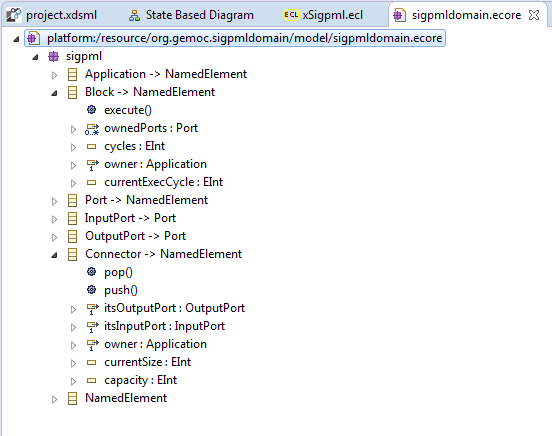 project.xdsml State Based Diagram ECL xSigpml.ecl sigpmldomain.ecore
platform:/resource/org.gemoc.sigpmldomain/model/sigpmldomain.ecore
sigpml
Application -> NamedElement
Block -> NamedElement
execute()
0..* ownedPorts : Port
cycles : EInt
1 owner : Application
currentExecCycle : EInt
Port -> NamedElement
InputPort -> Port
OutputPort -> Port
Connector -> NamedElement
pop()
push()
1 itsOutputPort : OutputPort
1 itsInputPort : InputPort
1 owner : Application
currentSize : EInt
capacity : EInt
NamedElement